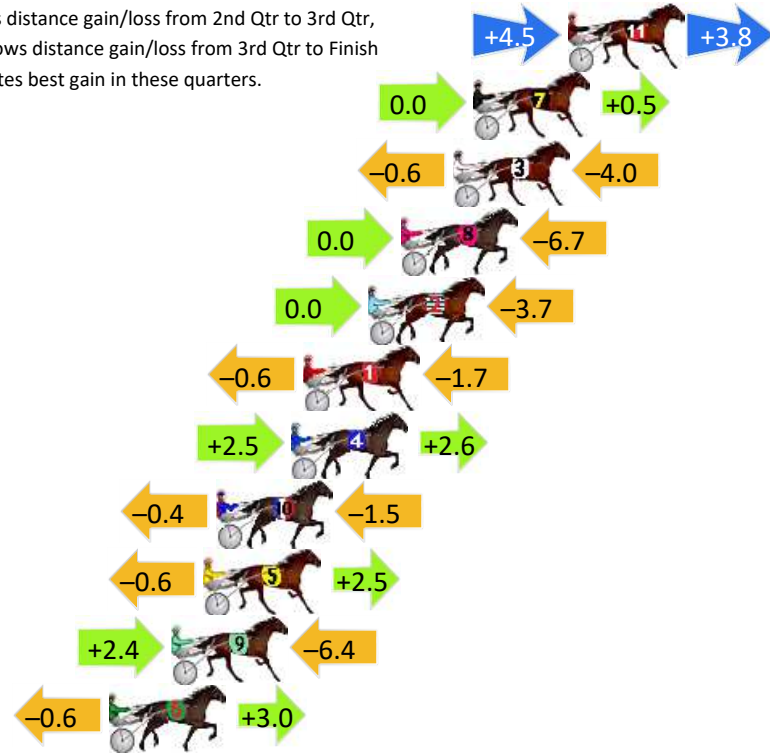 s distance gain/loss from 2nd Qtr to 3rd Qtr,
ows distance gain/loss from 3rd Qtr to Finish
tes best gain in these quarters.
+4.5 11 +3.8
0.0 7 +0.5
–0.6 3 –4.0
0.0 8 –6.7
0.0 2 –3.7
–0.6 1 –1.7
+2.5 4 +2.6
–0.4 10 –1.5
–0.6 5 +2.5
+2.4 9 –6.4
–0.6 6 +3.0